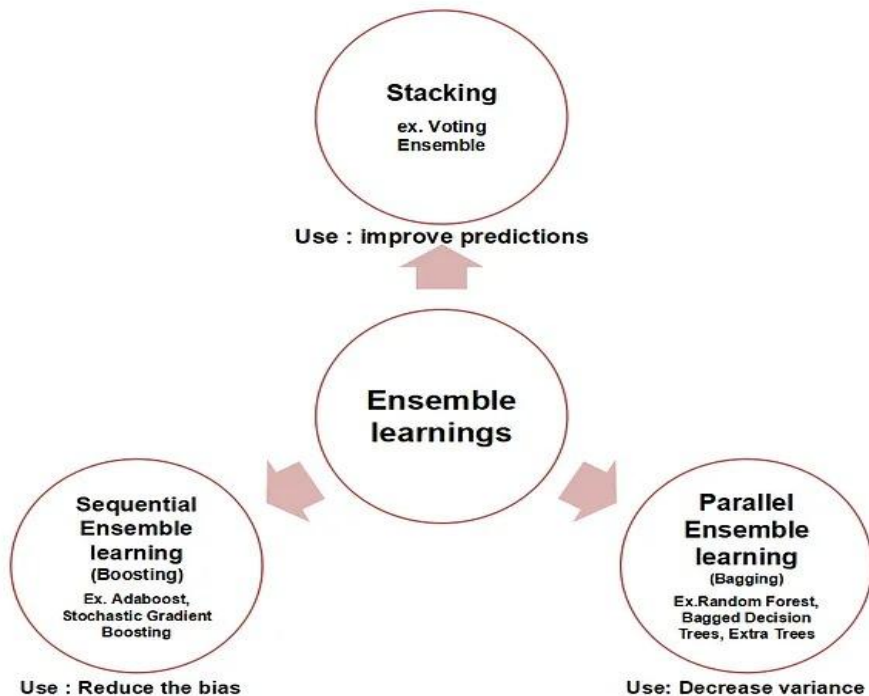 Stacking
ex. Voting
Ensemble
Use : improve predictions
Ensemble
learnings
Sequential
Ensemble
learning
(Boosting)
Ex. Adaboost,
Stochastic Gradient
Boosting
Use : Reduce the bias
Parallel
Ensemble
learning
(Bagging)
Ex.Random Forest,
Bagged Decision
Trees, Extra Trees
Use: Decrease variance